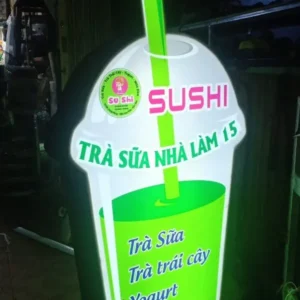 Su Shi
SUSHI
TRÀ SỮA NHÀ LÀM 15
Trà Sữa
Trà trái cây
Yogurt